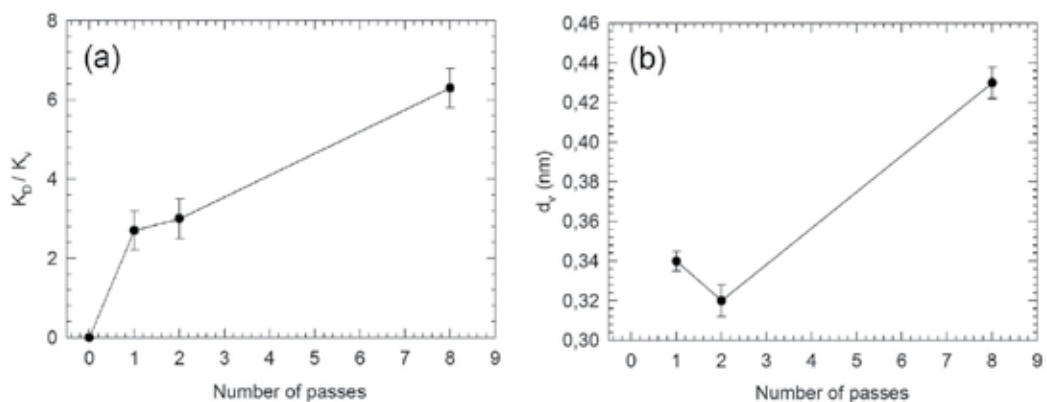 (a)
8
6
4
2
0
K_D / K_v
0 1 2 3 4 5 6 7 8 9
Number of passes
(b)
0,46
0,44
0,42
0,40
0,38
0,36
0,34
0,32
0,30
d_v (nm)
0 1 2 3 4 5 6 7 8 9
Number of passes